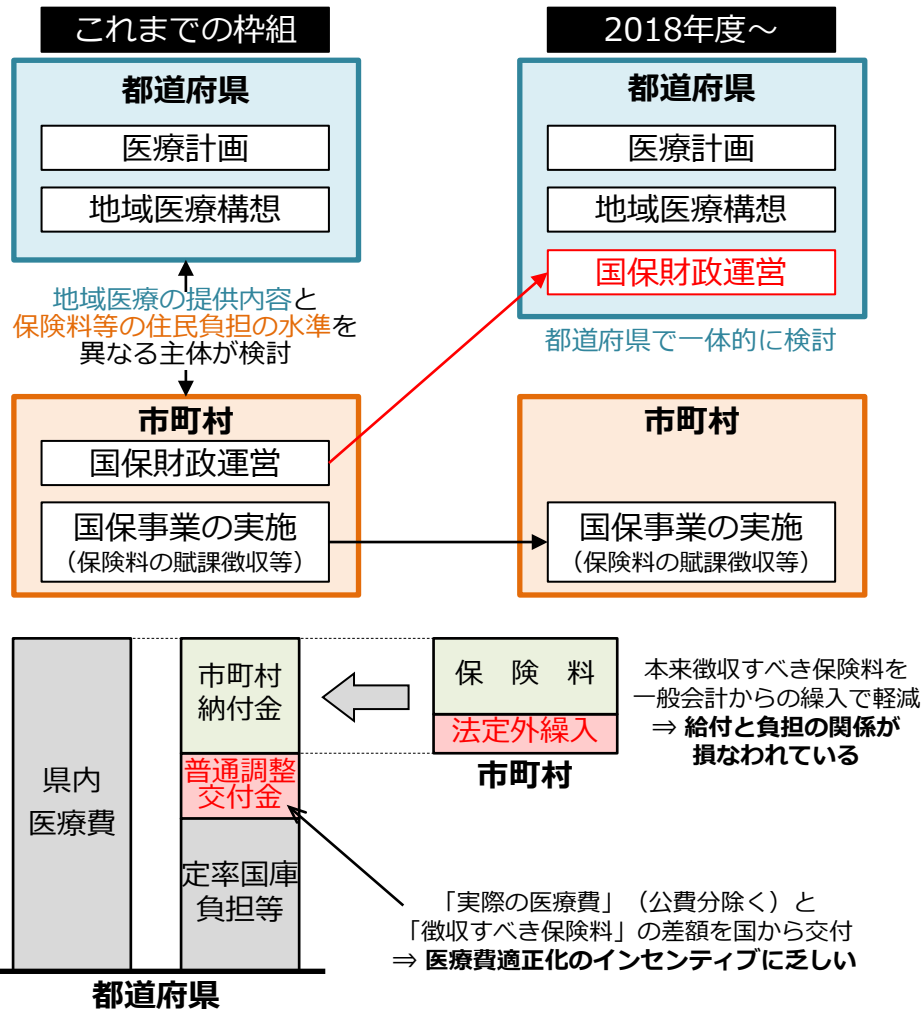 これまでの枠組
都道府県
医療計画
地域医療構想
地域医療の提供内容と
保険料等の住民負担の水準を
異なる主体が検討
市町村
国保財政運営
国保事業の実施
（保険料の賦課徴収等）
2018年度～
都道府県
医療計画
地域医療構想
国保財政運営
都道府県で一体的に検討
市町村
国保事業の実施
（保険料の賦課徴収等）
県内
医療費
市町村
納付金
普通調整
交付金
定率国庫
負担等
都道府県
保 険 料
法定外繰入
市町村
本来徴収すべき保険料を
一般会計からの繰入で軽減
⇒ 給付と負担の関係が
損なわれている
「実際の医療費」（公費分除く）と
「徴収すべき保険料」の差額を国から交付
⇒ 医療費適正化のインセンティブに乏しい